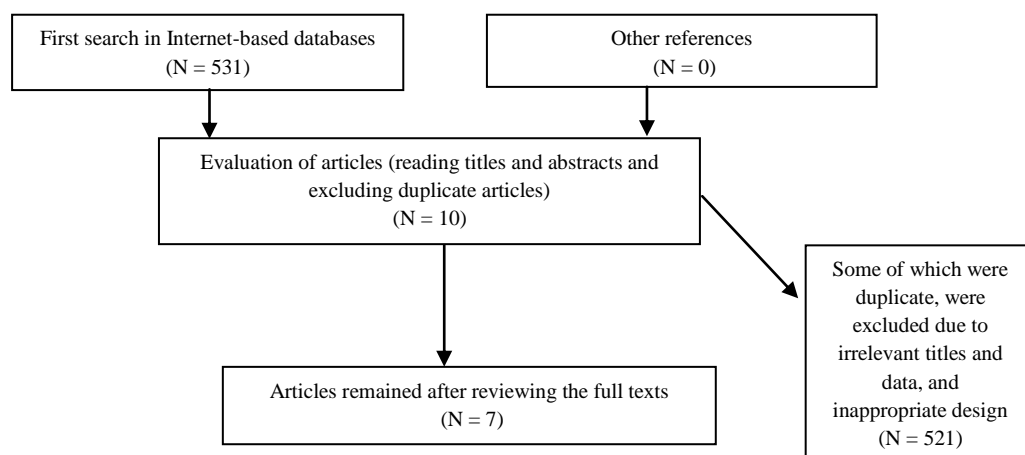 First search in Internet-based databases
(N = 531)
Other references
(N = 0)
Evaluation of articles (reading titles and abstracts and
excluding duplicate articles)
(N = 10)
Some of which were
duplicate, were
excluded due to
irrelevant titles and
data, and
inappropriate design
(N = 521)
Articles remained after reviewing the full texts
(N = 7)